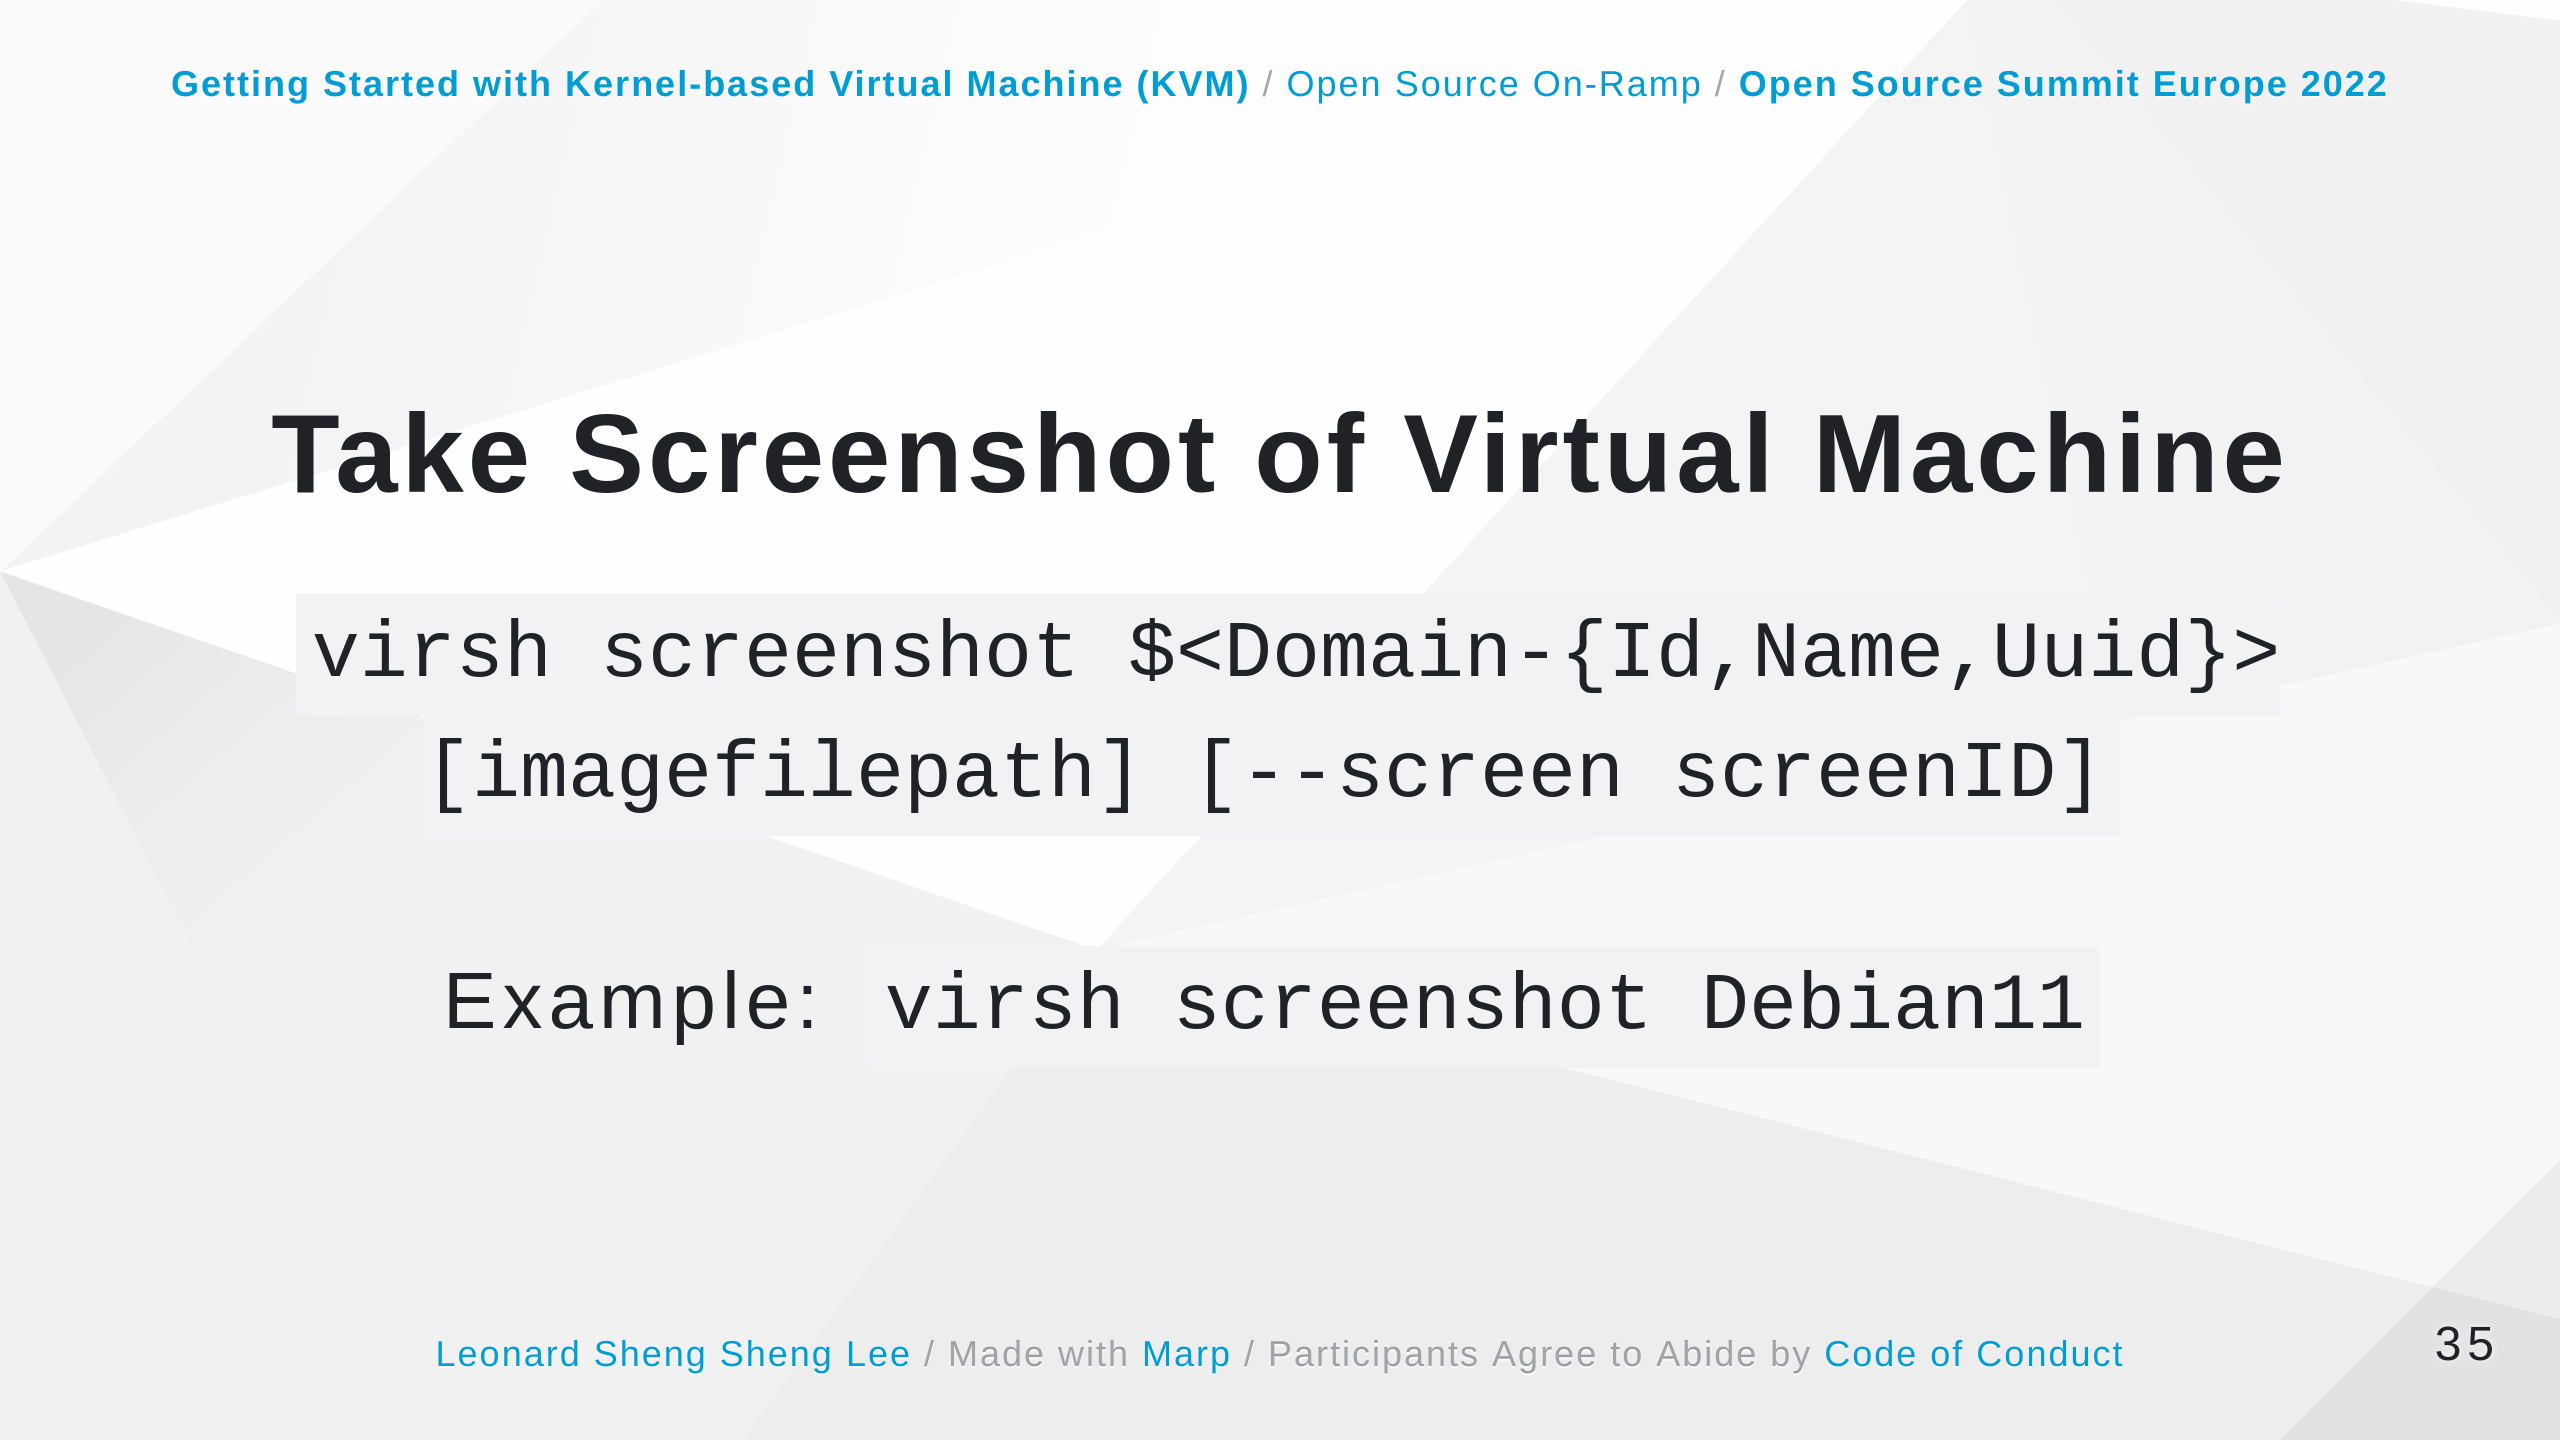 Getting Started with Kernel-based Virtual Machine (KVM) / Open Source On-Ramp / Open Source Summit Europe 2022
Take Screenshot of Virtual Machine
virsh screenshot $<Domain-{Id,Name,Uuid}>
[imagefilepath] [--screen screenID]
Example: virsh screenshot Debian11
Leonard Sheng Sheng Lee / Made with Marp / Participants Agree to Abide by Code of Conduct
35